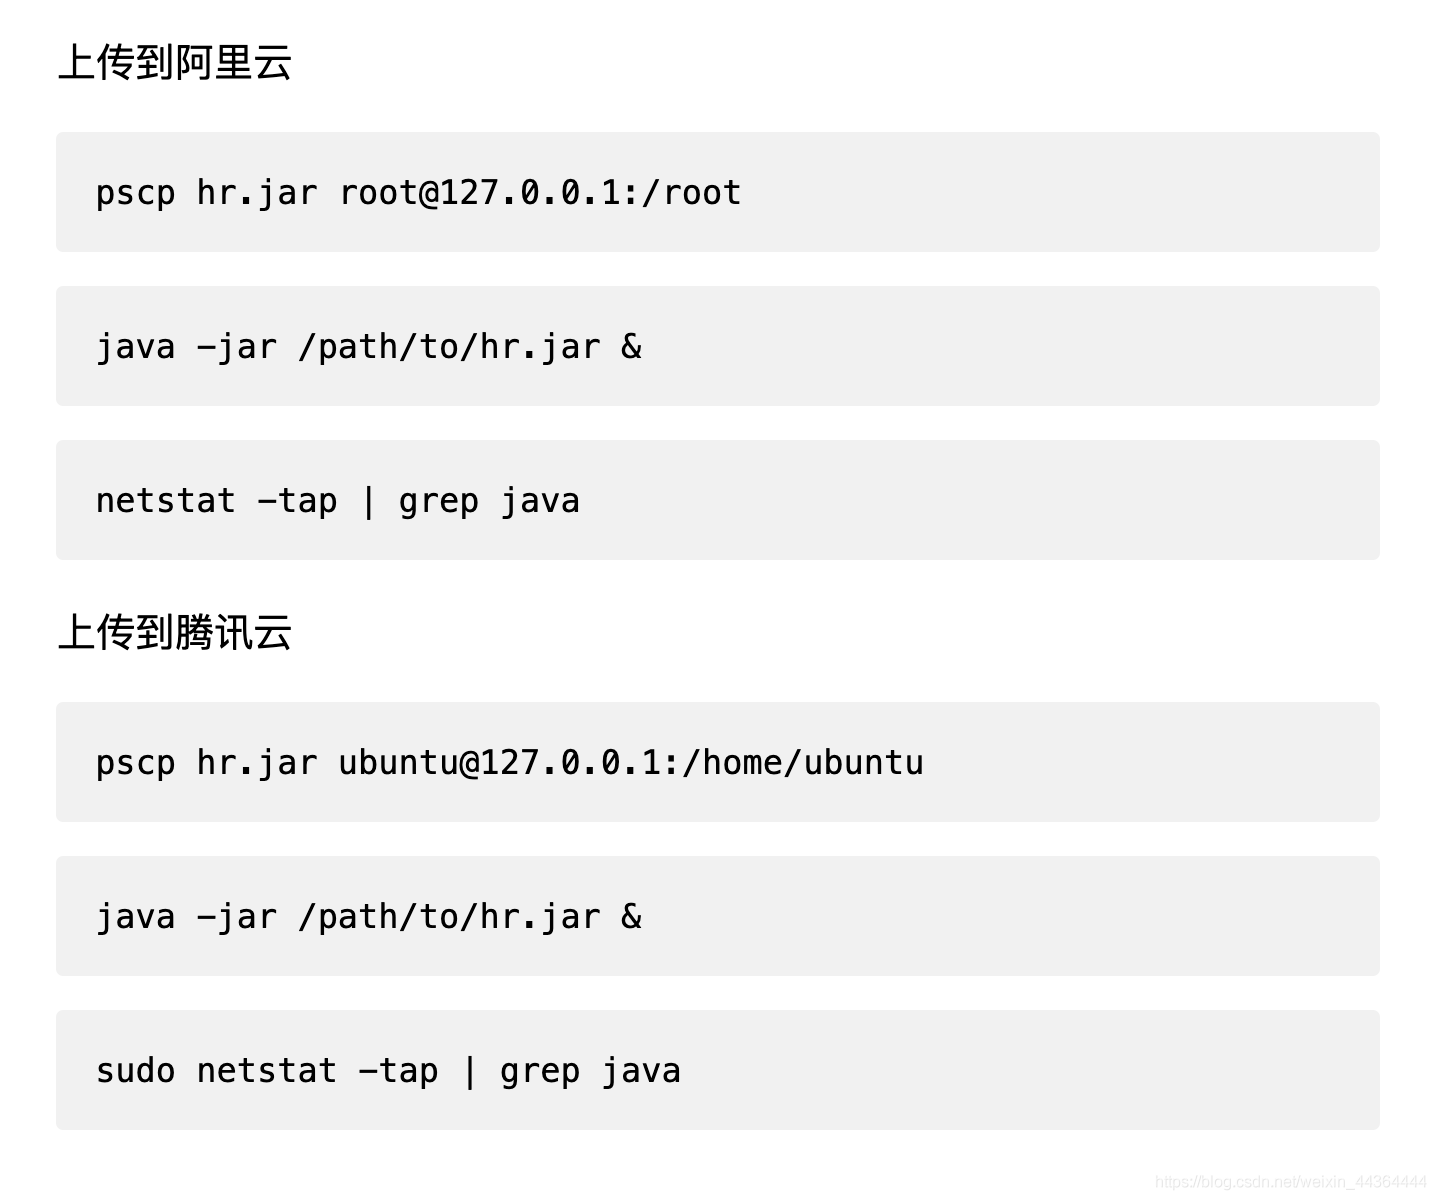 上传到阿里云
pscp hr.jar root@127.0.0.1:/root
java -jar /path/to/hr.jar &
netstat -tap | grep java
上传到腾讯云
pscp hr.jar ubuntu@127.0.0.1:/home/ubuntu
java -jar /path/to/hr.jar &
sudo netstat -tap | grep java
https://blog.csdn.net/weixin_44364444